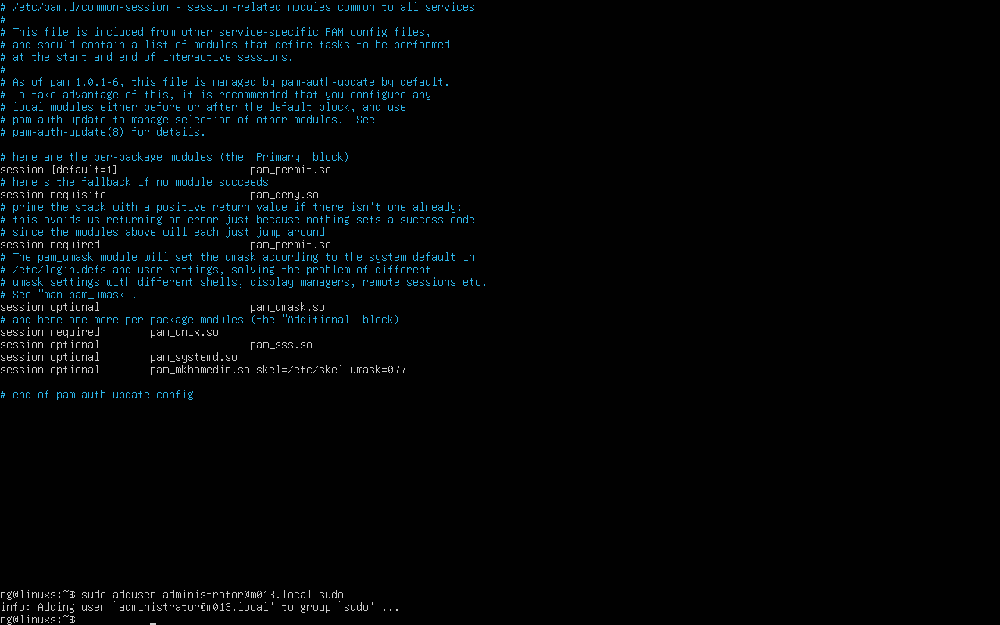 # /etc/pam.d/common-session - session-related modules common to all services
#
# This file is included from other service-specific PAM config files,
# and should contain a list of modules that define tasks to be performed
# at the start and end of interactive sessions.
#
# As of pam 1.0.1-6, this file is managed by pam-auth-update by default.
# To take advantage of this, it is recommended that you configure any
# local modules either before or after the default block, and use
# pam-auth-update to manage selection of other modules.  See
# pam-auth-update(8) for details.

# here are the per-package modules (the "Primary" block)
session [default=1]                     pam_permit.so
# here's the fallback if no module succeeds
session requisite                       pam_deny.so
# prime the stack with a positive return value if there isn't one already;
# this avoids us returning an error just because nothing sets a success code
# since the modules above will each just jump around
session required                        pam_permit.so
# The pam_umask module will set the umask according to the system default in
# /etc/login.defs and user settings, solving the problem of different
# umask settings with different shells, display managers, remote sessions etc.
# See "man pam_umask".
session optional                        pam_umask.so
# and here are more per-package modules (the "Additional" block)
session required        pam_unix.so
session optional                        pam_sss.so
session optional        pam_systemd.so
session optional        pam_mkhomedir.so skel=/etc/skel umask=077

# end of pam-auth-update config

rg@linuxs:~$ sudo adduser administrator@m013.local sudo
info: Adding user `administrator@m013.local' to group `sudo' ...
rg@linuxs:~$